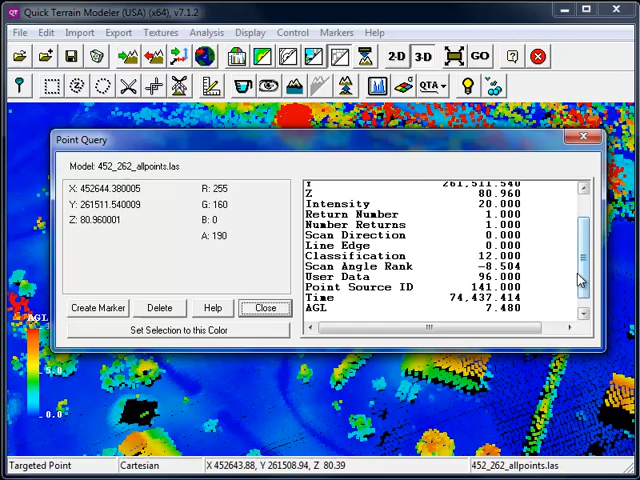 Quick Terrain Modeler (USA) (x64), v7.1.2
File Edit Import Export Textures Analysis Display Control Markers Help
2-D 3-D GO
QTA
Point Query
Model: 452_262_allpoints.las
X: 452644.380005 R: 255
Y: 261511.540009 G: 160
Z: 80.960001 B: 0
A: 190
Create Marker Delete Help Close
Set Selection to this Color
Y 261,511.540
Z 80.960
Intensity 20.000
Return Number 1.000
Number Returns 1.000
Scan Direction 0.000
Line Edge 0.000
Classification 12.000
Scan Angle Rank -8.504
User Data 96.000
Point Source ID 141.000
Time 74,437.414
AGL 7.480
AGL
5.0
0.0
Targeted Point Cartesian X 452643.88, Y 261508.94, Z 80.39 452_262_allpoints.las